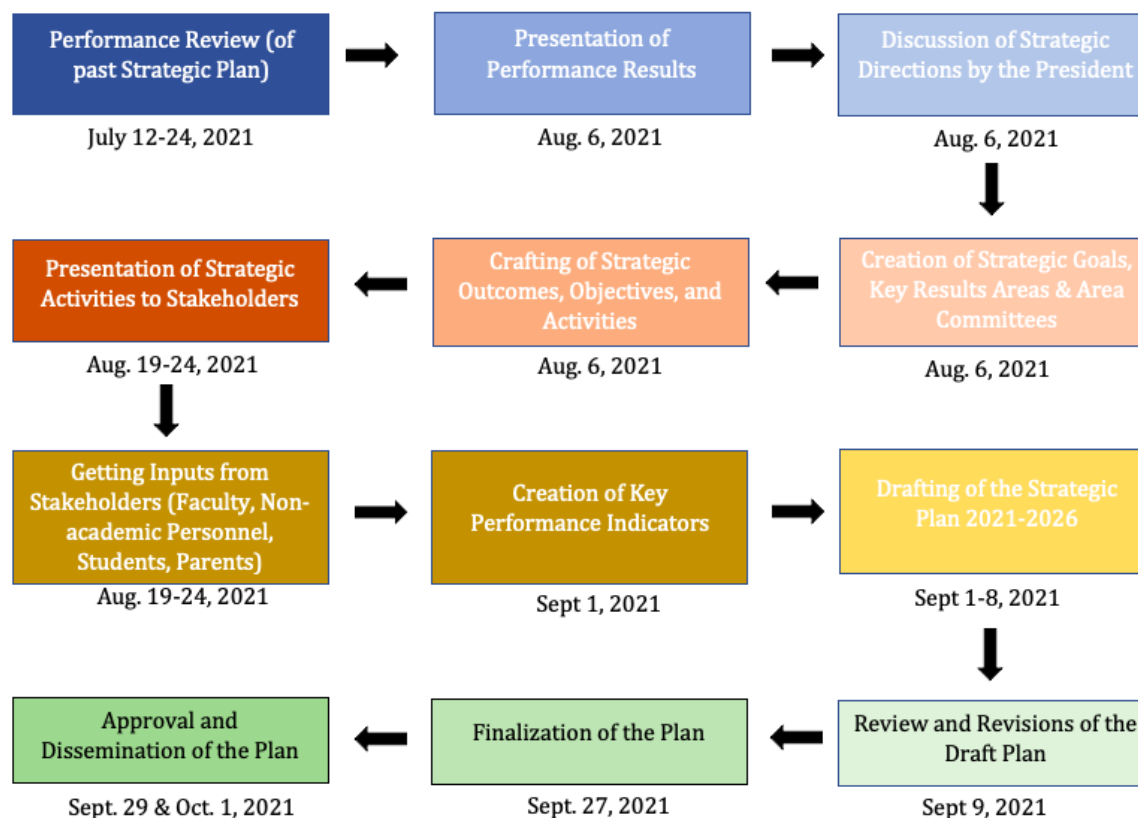 Performance Review (of
past Strategic Plan)
July 12-24, 2021
Presentation of
Performance Results
Aug. 6, 2021
Discussion of Strategic
Directions by the President
Aug. 6, 2021
Creation of Strategic Goals,
Key Results Areas & Area
Committees
Aug. 6, 2021
Crafting of Strategic
Outcomes, Objectives, and
Activities
Aug. 6, 2021
Presentation of Strategic
Activities to Stakeholders
Aug. 19-24, 2021
Getting Inputs from
Stakeholders (Faculty, Non-
academic Personnel,
Students, Parents)
Aug. 19-24, 2021
Creation of Key
Performance Indicators
Sept 1, 2021
Drafting of the Strategic
Plan 2021-2026
Sept 1-8, 2021
Review and Revisions of the
Draft Plan
Sept 9, 2021
Finalization of the Plan
Sept. 27, 2021
Approval and
Dissemination of the Plan
Sept. 29 & Oct. 1, 2021